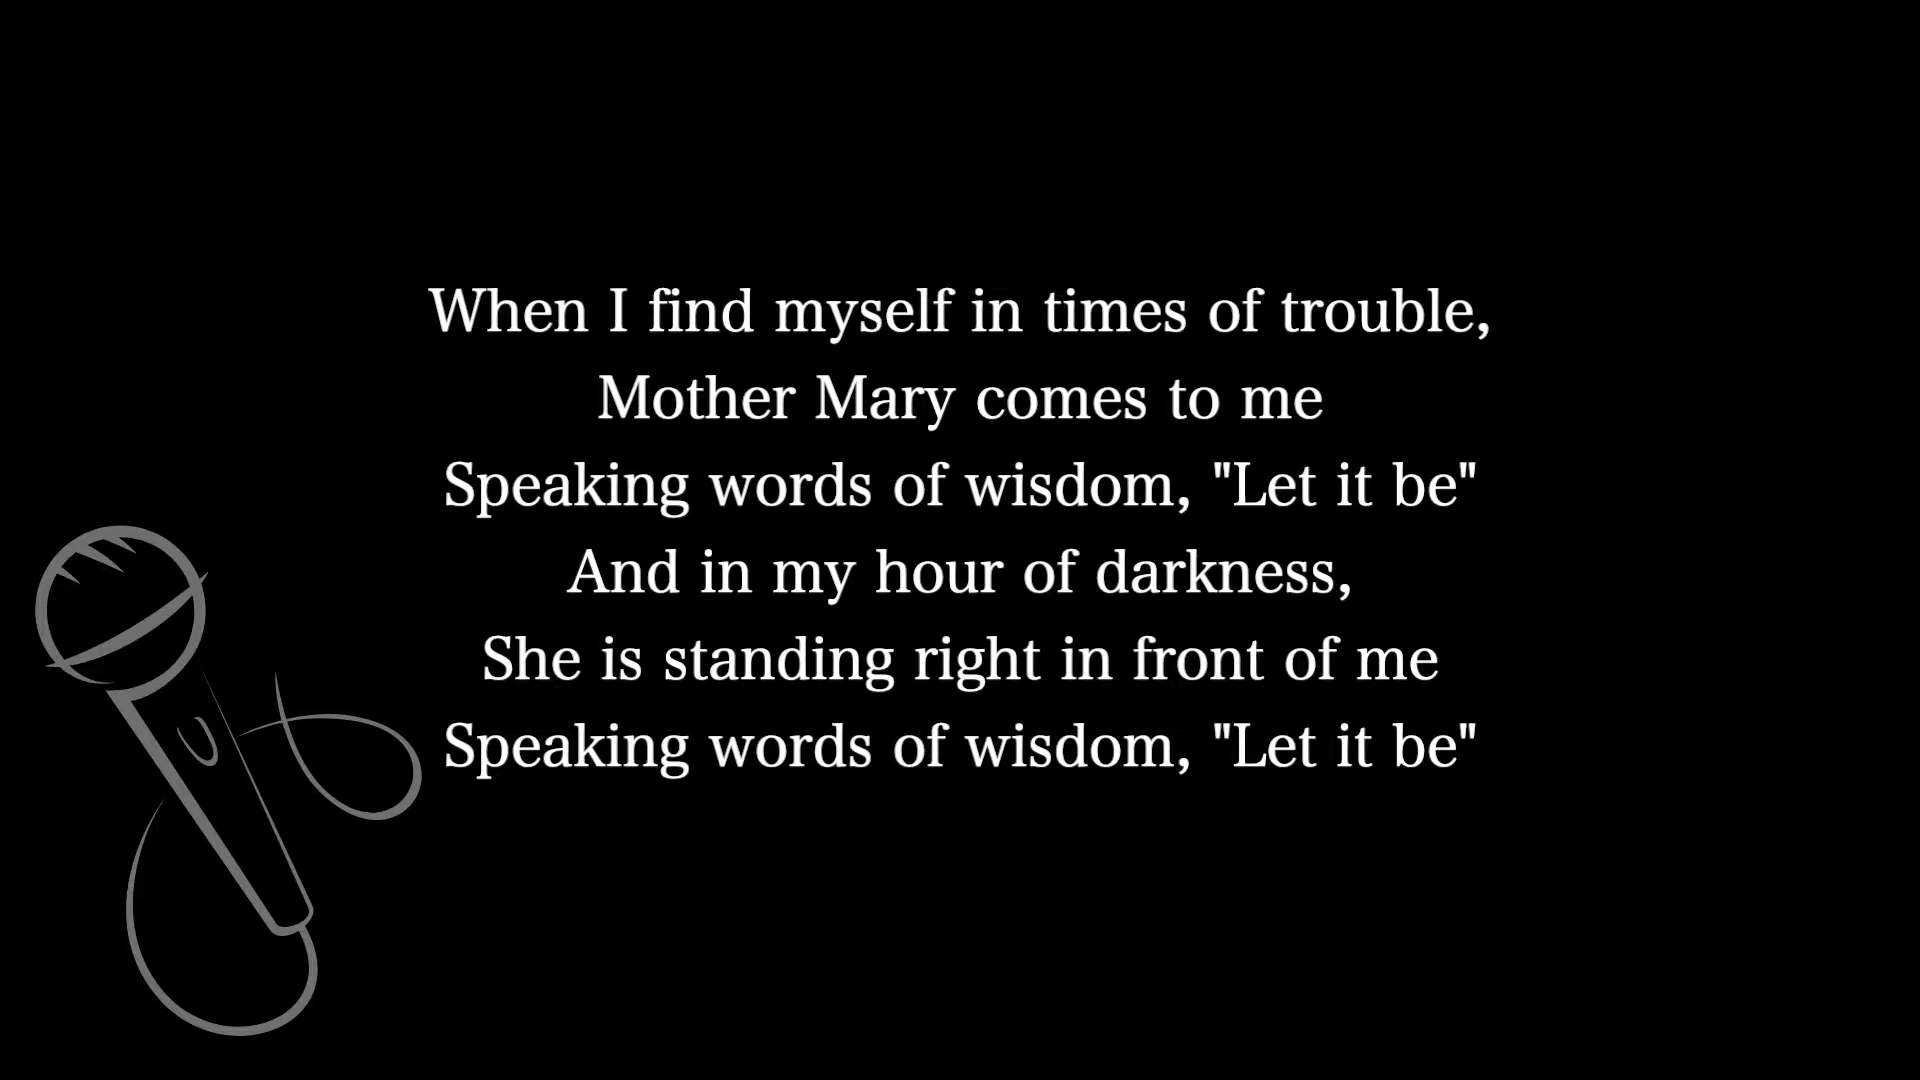 When I find myself in times of trouble,
Mother Mary comes to me
Speaking words of wisdom, "Let it be"
And in my hour of darkness,
She is standing right in front of me
Speaking words of wisdom, "Let it be"